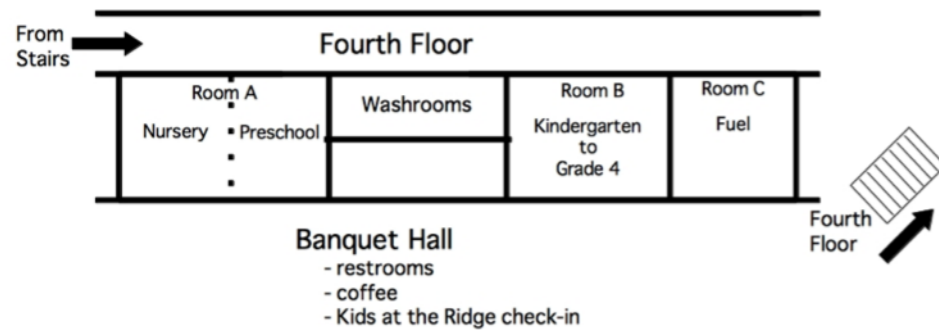 From
Stairs
Fourth Floor
Room A
Nursery
Preschool
Washrooms
Room B
Kindergarten
to
Grade 4
Room C
Fuel
Fourth
Floor
Banquet Hall
- restrooms
- coffee
- Kids at the Ridge check-in